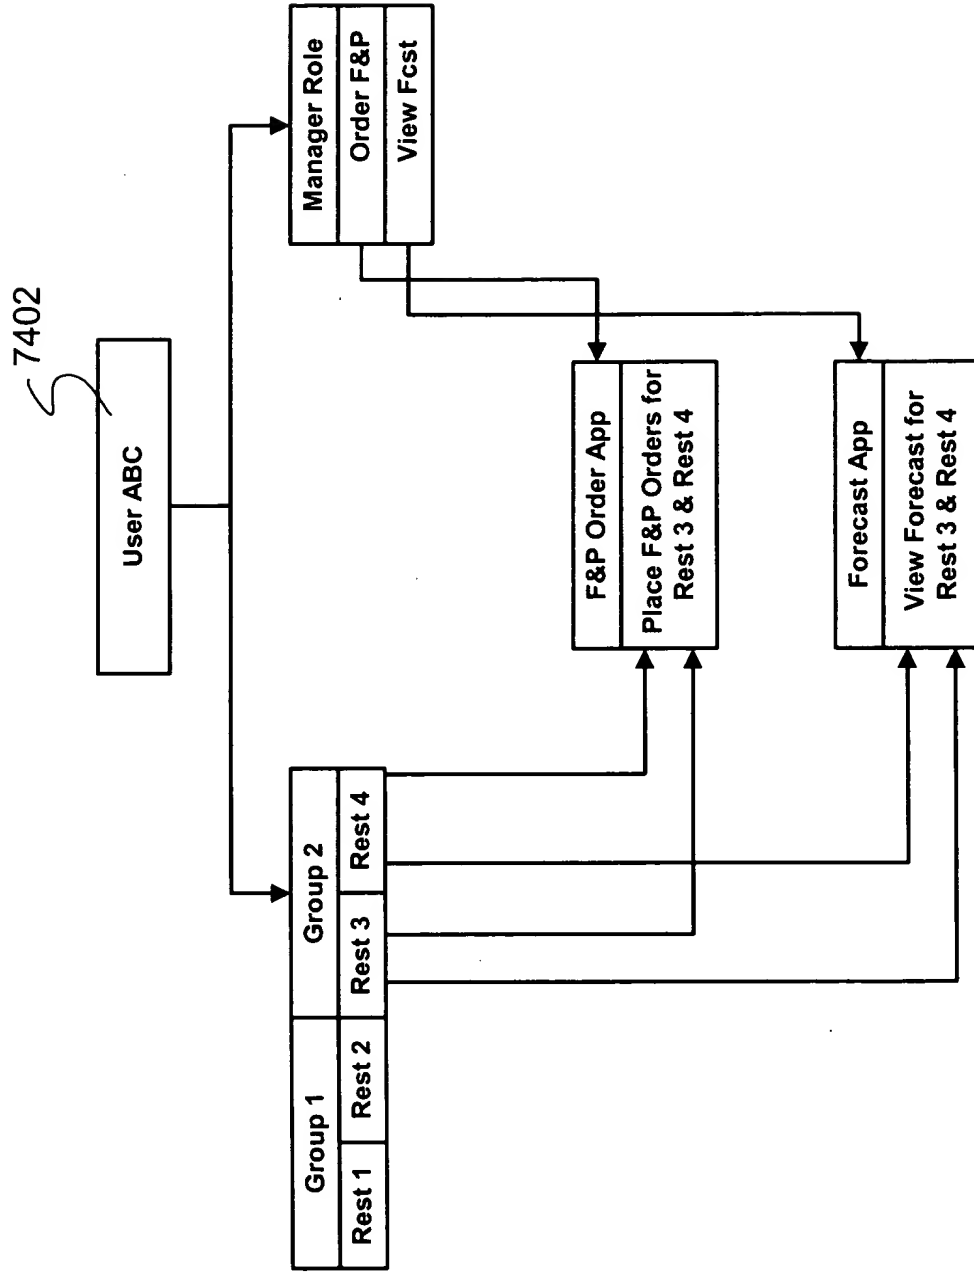 7402
User ABC
Group 1
Group 2
Rest 1
Rest 2
Rest 3
Rest 4
Manager Role
Order F&P
View Fcst
F&P Order App
Place F&P Orders for
Rest 3 & Rest 4
Forecast App
View Forecast for
Rest 3 & Rest 4